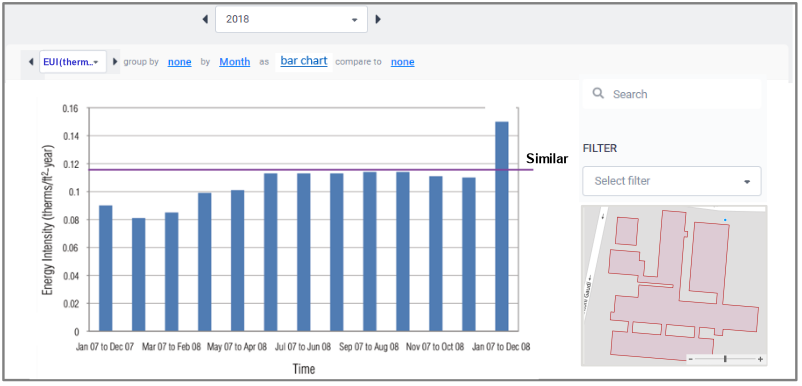 2018
EUI (therm... group by none by Month as bar chart compare to none
Search
FILTER
Select filter
Similar
0.16
0.14
0.12
0.1
0.08
0.06
0.04
0.02
0
Energy Intensity (therms/ft²–year)
Jan 07 to Dec 07 Mar 07 to Feb 08 May 07 to Apr 08 Jul 07 to Jun 08 Sep 07 to Aug 08 Nov 07 to Oct 08 Jan 07 to Dec 08
Time
Gaudí
- +